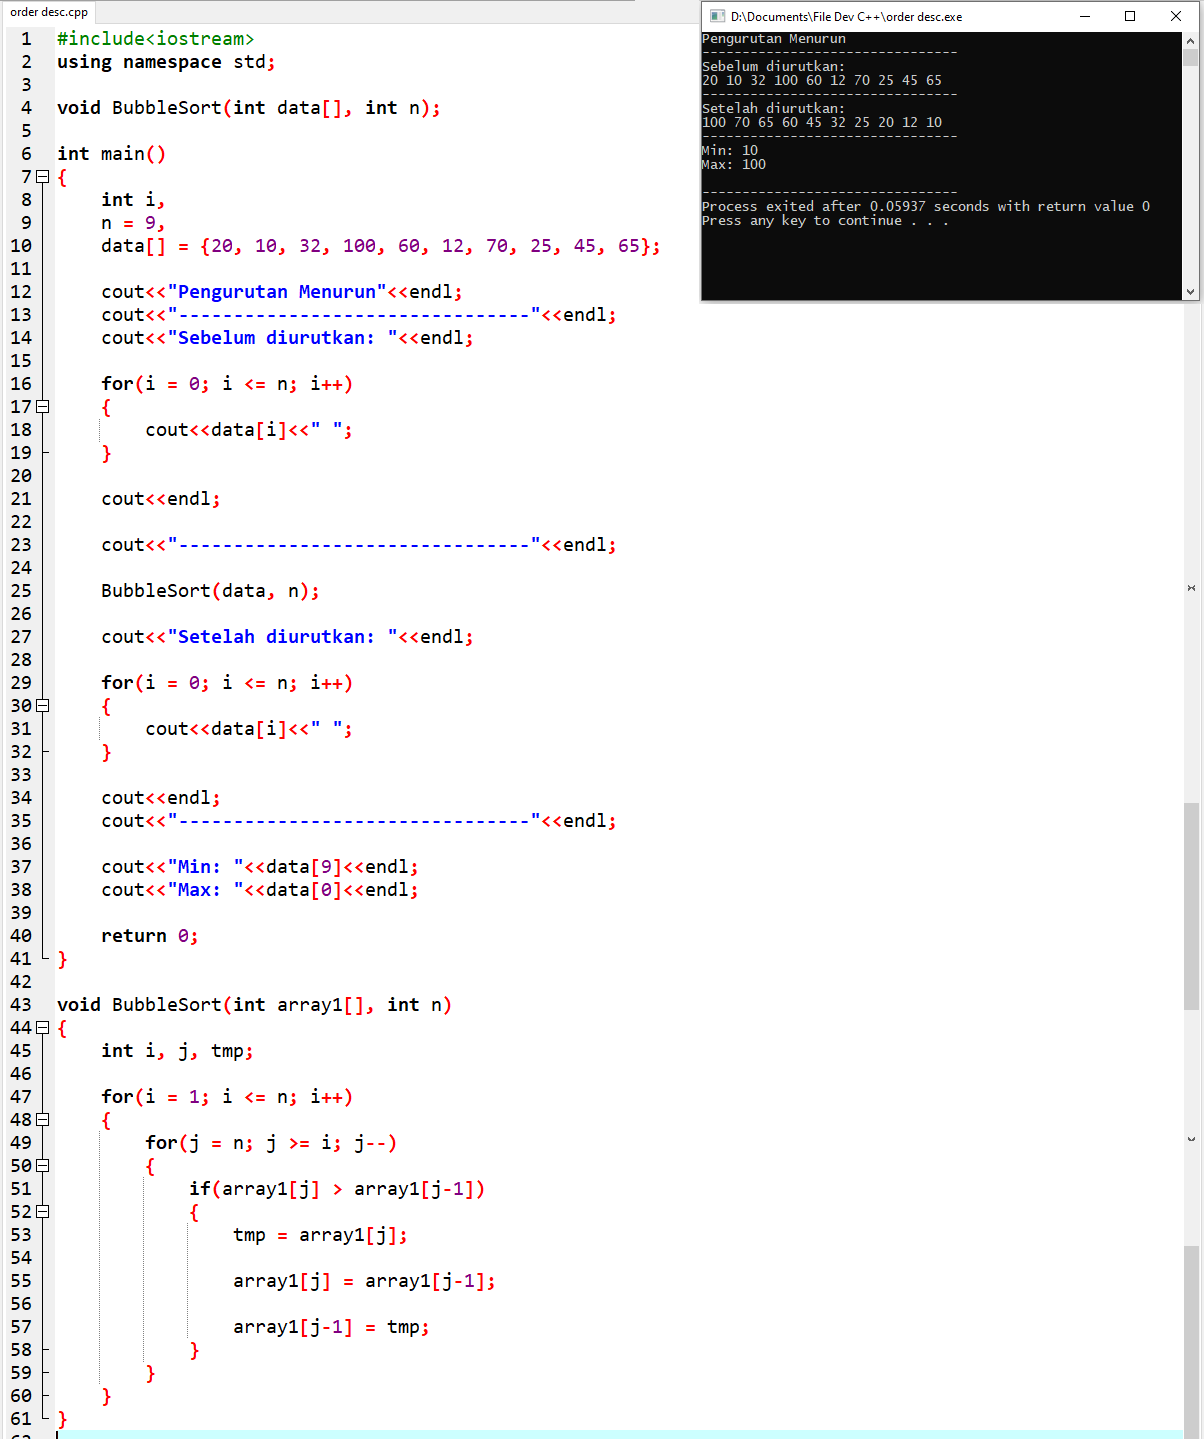 order desc.cpp
1 #include<iostream>
2 using namespace std;
3
4 void BubbleSort(int data[], int n);
5
6 int main()
7 {
8     int i,
9     n = 9,
10     data[] = {20, 10, 32, 100, 60, 12, 70, 25, 45, 65};
11
12     cout<<"Pengurutan Menurun"<<endl;
13     cout<<"--------------------------------"<<endl;
14     cout<<"Sebelum diurutkan: "<<endl;
15
16     for(i = 0; i <= n; i++)
17     {
18         cout<<data[i]<<" ";
19     }
20
21     cout<<endl;
22
23     cout<<"--------------------------------"<<endl;
24
25     BubbleSort(data, n);
26
27     cout<<"Setelah diurutkan: "<<endl;
28
29     for(i = 0; i <= n; i++)
30     {
31         cout<<data[i]<<" ";
32     }
33
34     cout<<endl;
35     cout<<"--------------------------------"<<endl;
36
37     cout<<"Min: "<<data[9]<<endl;
38     cout<<"Max: "<<data[0]<<endl;
39
40     return 0;
41 }
42
43 void BubbleSort(int array1[], int n)
44 {
45     int i, j, tmp;
46
47     for(i = 1; i <= n; i++)
48     {
49         for(j = n; j >= i; j--)
50         {
51             if(array1[j] > array1[j-1])
52             {
53                 tmp = array1[j];
54
55                 array1[j] = array1[j-1];
56
57                 array1[j-1] = tmp;
58             }
59         }
60     }
61 }
D:\Documents\File Dev C++\order desc.exe
Pengurutan Menurun
--------------------------------
Sebelum diurutkan:
20 10 32 100 60 12 70 25 45 65
--------------------------------
Setelah diurutkan:
100 70 65 60 45 32 25 20 12 10
--------------------------------
Min: 10
Max: 100
--------------------------------
Process exited after 0.05937 seconds with return value 0
Press any key to continue . . .